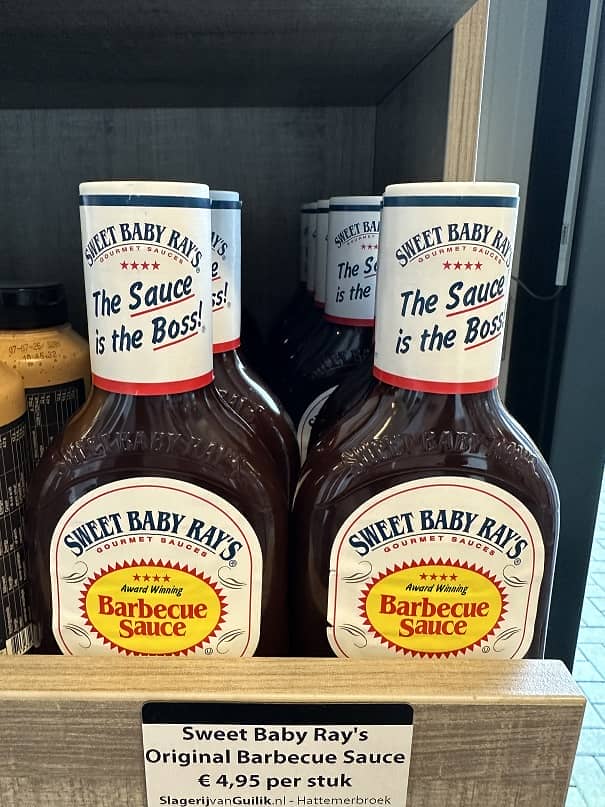 SWEET BABY RAY'S
GOURMET SAUCES
The Sauce
is the Boss!
SWEET BABY RAY'S
GOURMET SAUCES
The Sauce
is the Boss!
SWEET BABY RAY'S®
GOURMET SAUCES
Award Winning
Barbecue
Sauce
SWEET BABY RAY'S®
GOURMET SAUCES
Award Winning
Barbecue
Sauce
Sweet Baby Ray's
Original Barbecue Sauce
€ 4,95 per stuk
SlagerijvanGuilik.nl - Hattemerbroek